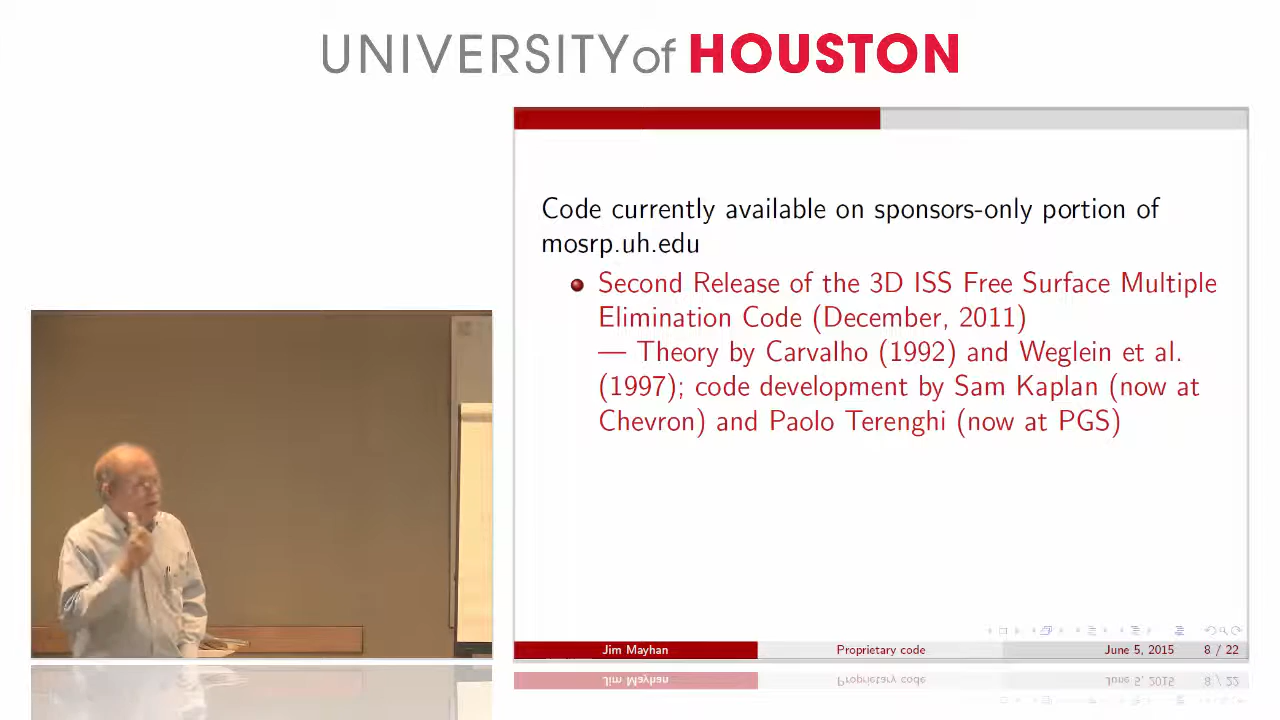 UNIVERSITY of HOUSTON
Code currently available on sponsors-only portion of
mosrp.uh.edu
Second Release of the 3D ISS Free Surface Multiple
Elimination Code (December, 2011)
— Theory by Carvalho (1992) and Weglein et al.
(1997); code development by Sam Kaplan (now at
Chevron) and Paolo Terenghi (now at PGS)
Jim Mayhan Proprietary code June 5, 2015 8 / 22